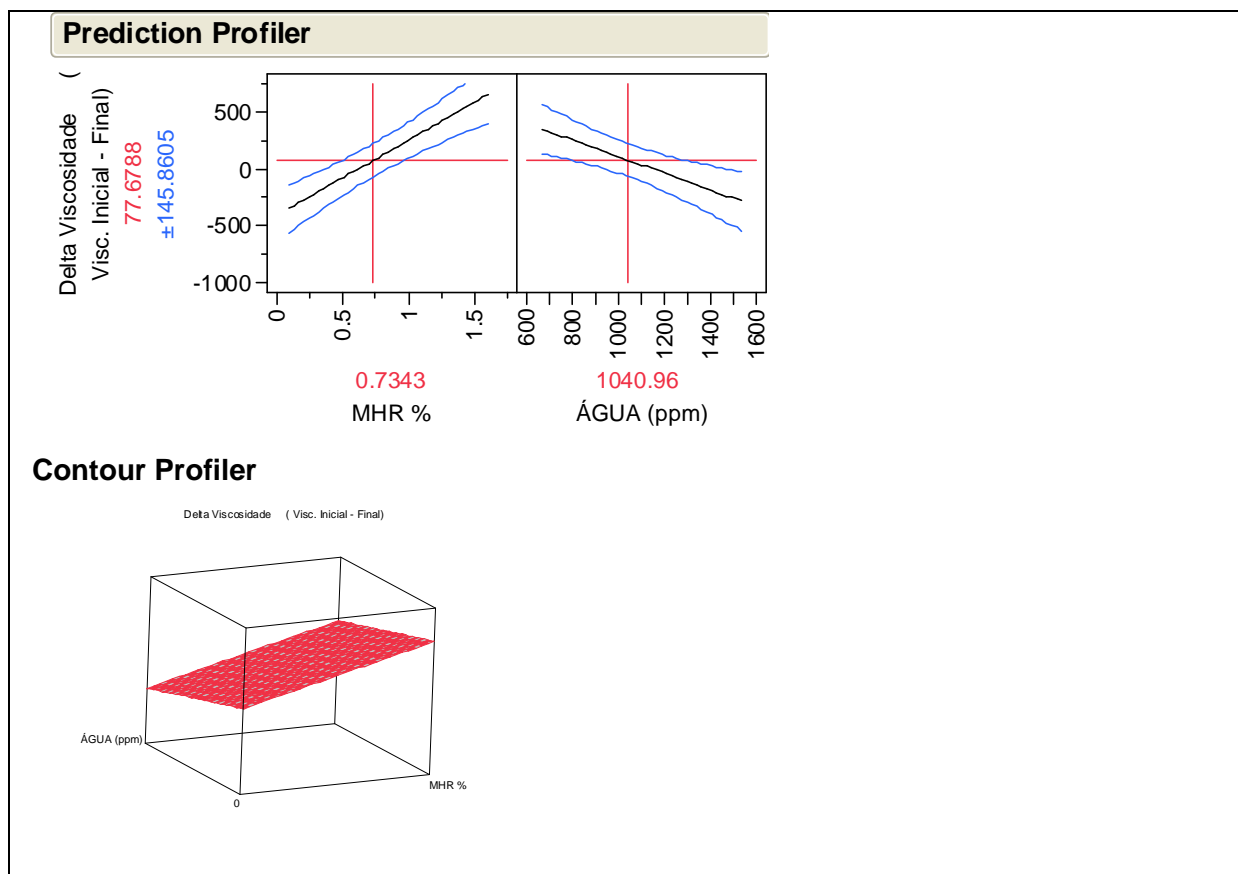 Prediction Profiler
Delta Viscosidade (
Visc. Inicial - Final)
77.6788
±145.8605
500
0
-500
-1000
0
0.5
1
1.5
600
800
1000
1200
1400
1600
0.7343
1040.96
MHR %
ÁGUA (ppm)
Contour Profiler
Delta Viscosidade ( Visc. Inicial - Final)
ÁGUA (ppm)
MHR %
0